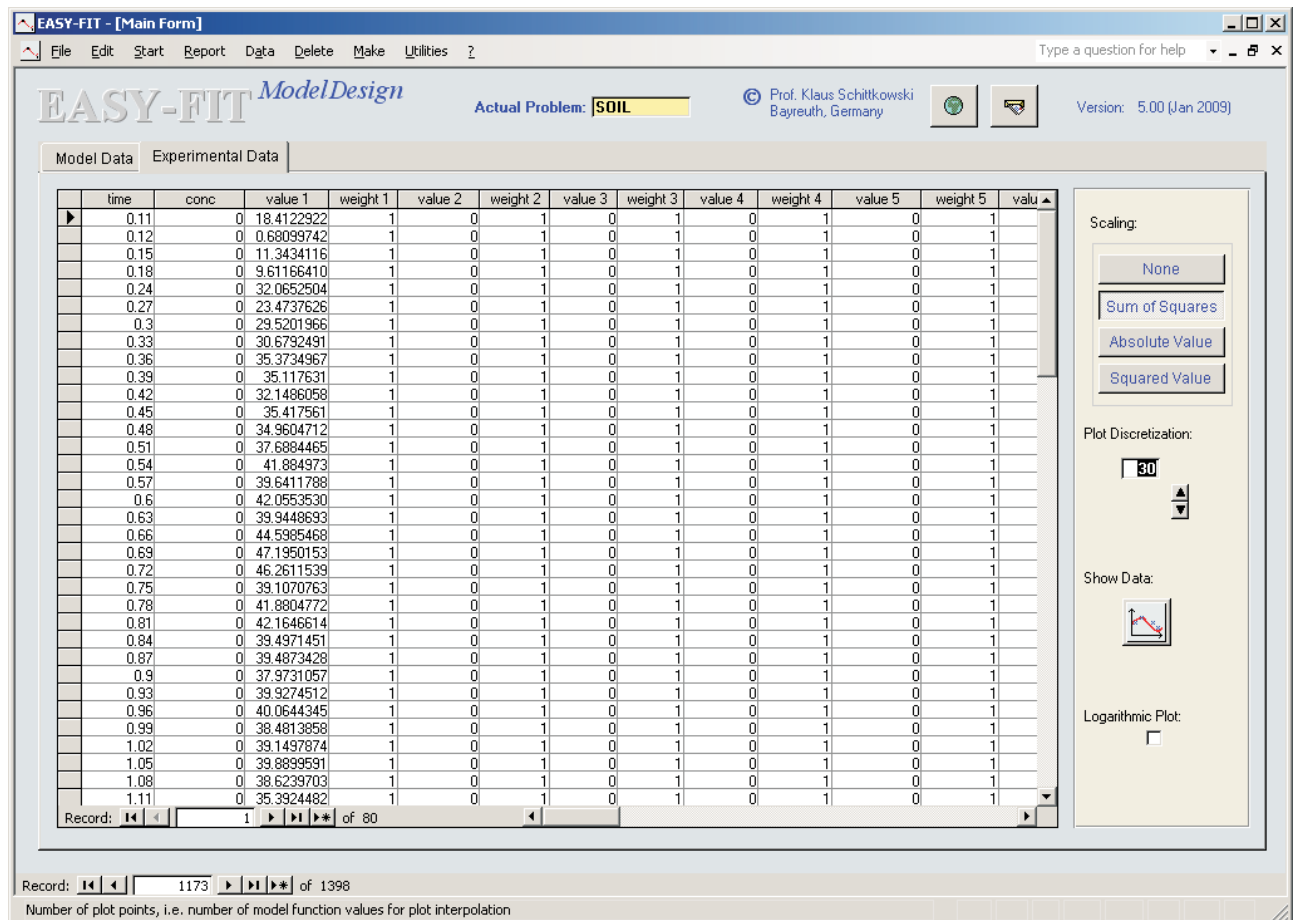 EASY-FIT - [Main Form]
File Edit Start Report Data Delete Make Utilities ? Type a question for help
EASY-FIT ModelDesign
Actual Problem: SOIL
© Prof. Klaus Schittkowski
Bayreuth, Germany
Version: 5.00 (Jan 2009)
Model Data Experimental Data
time conc value 1 weight 1 value 2 weight 2 value 3 weight 3 value 4 weight 4 value 5 weight 5 valu
0.11 0 18.4122922 1 0 1 0 1 0 1 0 1
0.12 0 0.68099742 1 0 1 0 1 0 1 0 1
0.15 0 11.3434116 1 0 1 0 1 0 1 0 1
0.18 0 9.61166410 1 0 1 0 1 0 1 0 1
0.24 0 32.0652504 1 0 1 0 1 0 1 0 1
0.27 0 23.4737626 1 0 1 0 1 0 1 0 1
0.3 0 29.5201966 1 0 1 0 1 0 1 0 1
0.33 0 30.6792491 1 0 1 0 1 0 1 0 1
0.36 0 35.3734967 1 0 1 0 1 0 1 0 1
0.39 0 35.117631 1 0 1 0 1 0 1 0 1
0.42 0 32.1486058 1 0 1 0 1 0 1 0 1
0.45 0 35.417561 1 0 1 0 1 0 1 0 1
0.48 0 34.9604712 1 0 1 0 1 0 1 0 1
0.51 0 37.6884465 1 0 1 0 1 0 1 0 1
0.54 0 41.884973 1 0 1 0 1 0 1 0 1
0.57 0 39.6411788 1 0 1 0 1 0 1 0 1
0.6 0 42.0553530 1 0 1 0 1 0 1 0 1
0.63 0 39.9448693 1 0 1 0 1 0 1 0 1
0.66 0 44.5985468 1 0 1 0 1 0 1 0 1
0.69 0 47.1950153 1 0 1 0 1 0 1 0 1
0.72 0 46.2611539 1 0 1 0 1 0 1 0 1
0.75 0 39.1070763 1 0 1 0 1 0 1 0 1
0.78 0 41.8804772 1 0 1 0 1 0 1 0 1
0.81 0 42.1646614 1 0 1 0 1 0 1 0 1
0.84 0 39.4971451 1 0 1 0 1 0 1 0 1
0.87 0 39.4873428 1 0 1 0 1 0 1 0 1
0.9 0 37.9731057 1 0 1 0 1 0 1 0 1
0.93 0 39.9274512 1 0 1 0 1 0 1 0 1
0.96 0 40.0644345 1 0 1 0 1 0 1 0 1
0.99 0 38.4813858 1 0 1 0 1 0 1 0 1
1.02 0 39.1497874 1 0 1 0 1 0 1 0 1
1.05 0 39.8899591 1 0 1 0 1 0 1 0 1
1.08 0 38.6239703 1 0 1 0 1 0 1 0 1
1.11 0 35.3924482 1 0 1 0 1 0 1 0 1
Record: 1 of 80
Scaling:
None
Sum of Squares
Absolute Value
Squared Value
Plot Discretization:
30
Show Data:
Logarithmic Plot:
Record: 1173 of 1398
Number of plot points, i.e. number of model function values for plot interpolation